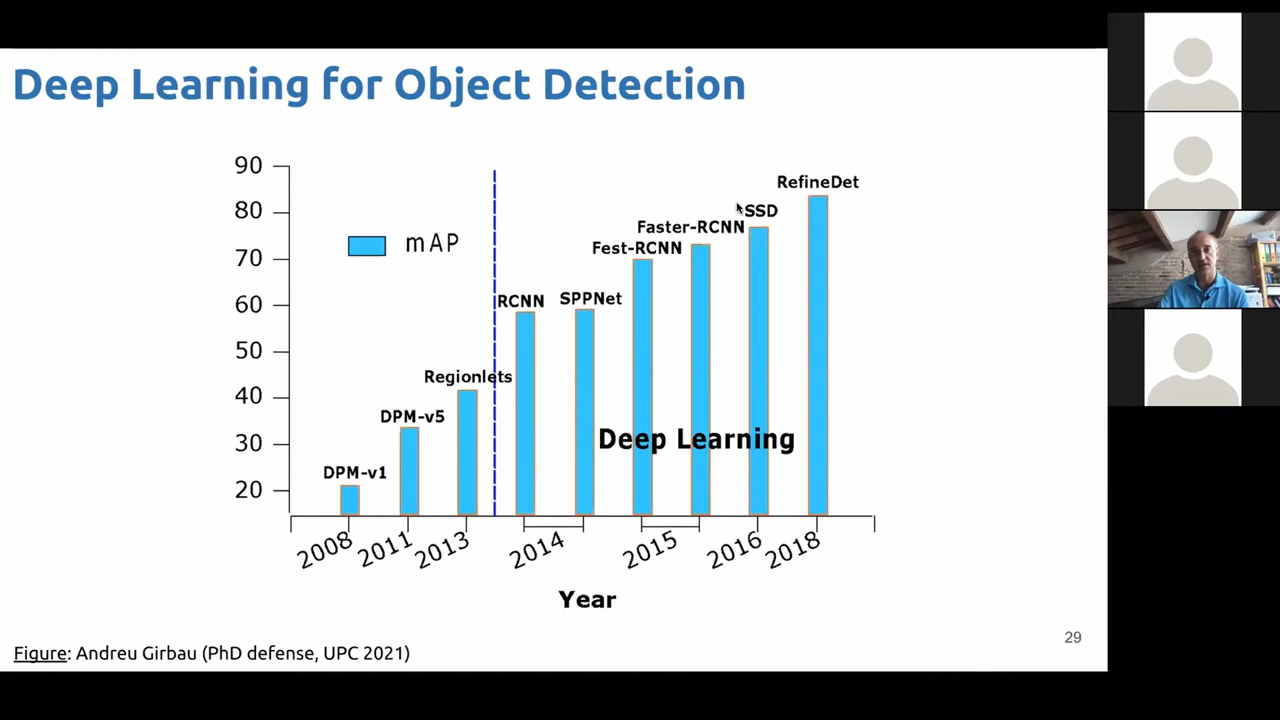 Deep Learning for Object Detection
90
80
70
60
50
40
30
20
mAP
DPM-v1
DPM-v5
Regionlets
RCNN
SPPNet
Fest-RCNN
Faster-RCNN
SSD
RefineDet
Deep Learning
2008
2011
2013
2014
2015
2016
2018
Year
29
Figure: Andreu Girbau (PhD defense, UPC 2021)